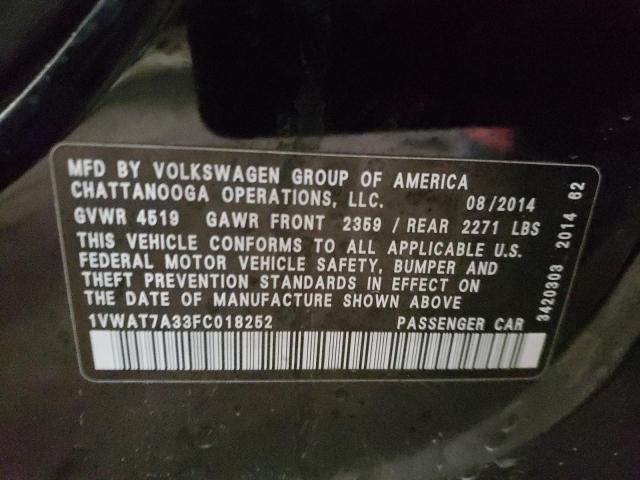 MFD BY VOLKSWAGEN GROUP OF AMERICA
CHATTANOOGA OPERATIONS, LLC. 08/2014
GVWR 4519 GAWR FRONT 2359 / REAR 2271 LBS
THIS VEHICLE CONFORMS TO ALL APPLICABLE U.S.
FEDERAL MOTOR VEHICLE SAFETY, BUMPER AND
THEFT PREVENTION STANDARDS IN EFFECT ON
THE DATE OF MANUFACTURE SHOWN ABOVE
1VWAT7A33FC018252 PASSENGER CAR
3420303 2014 62